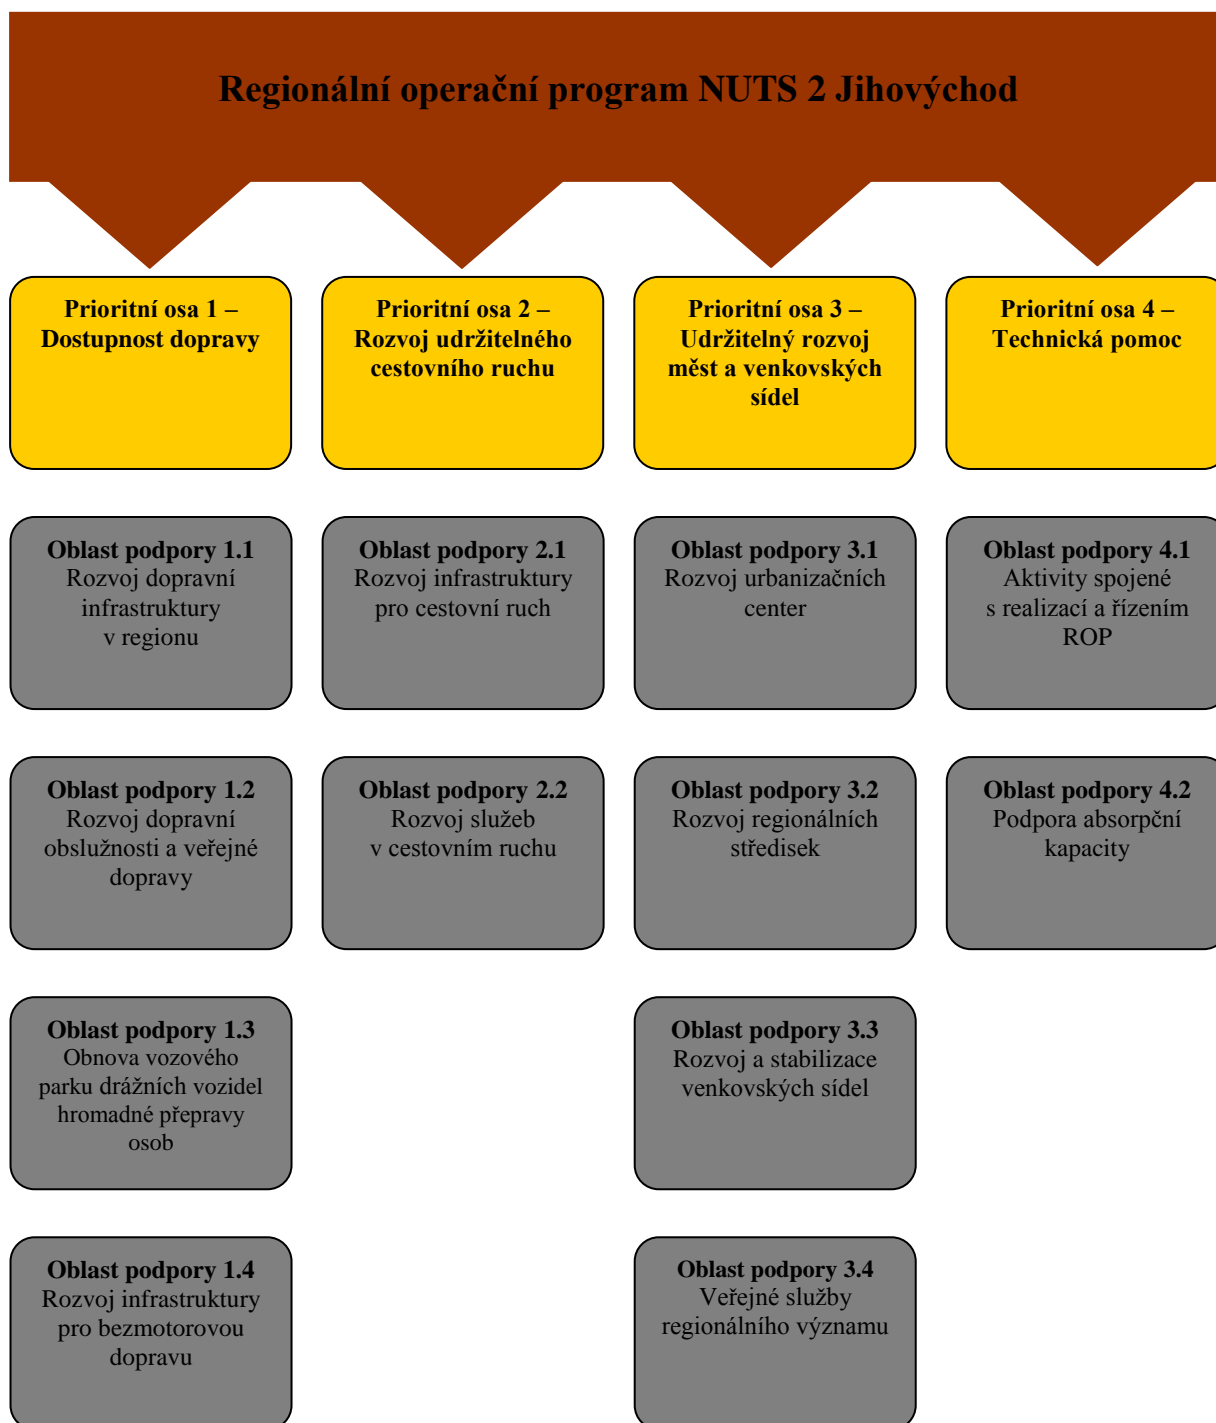 Regionální operační program NUTS 2 Jihovýchod
Prioritní osa 1 –
Dostupnost dopravy
Prioritní osa 2 –
Rozvoj udržitelného
cestovního ruchu
Prioritní osa 3 –
Udržitelný rozvoj
měst a venkovských
sídel
Prioritní osa 4 –
Technická pomoc
Oblast podpory 1.1
Rozvoj dopravní
infrastruktury
v regionu
Oblast podpory 2.1
Rozvoj infrastruktury
pro cestovní ruch
Oblast podpory 3.1
Rozvoj urbanizačních
center
Oblast podpory 4.1
Aktivity spojené
s realizací a řízením
ROP
Oblast podpory 1.2
Rozvoj dopravní
obslužnosti a veřejné
dopravy
Oblast podpory 2.2
Rozvoj služeb
v cestovním ruchu
Oblast podpory 3.2
Rozvoj regionálních
středisek
Oblast podpory 4.2
Podpora absorpční
kapacity
Oblast podpory 1.3
Obnova vozového
parku drážních vozidel
hromadné přepravy
osob
Oblast podpory 3.3
Rozvoj a stabilizace
venkovských sídel
Oblast podpory 1.4
Rozvoj infrastruktury
pro bezmotorovou
dopravu
Oblast podpory 3.4
Veřejné služby
regionálního významu